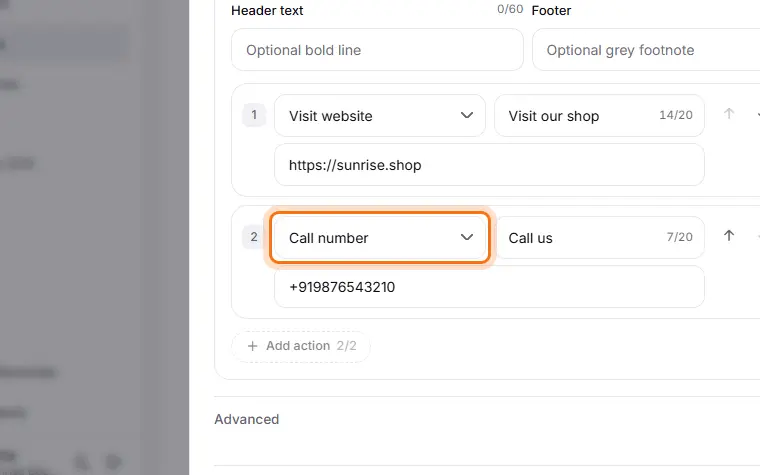 Header text 0/60 Footer
Optional bold line Optional grey footnote
1 Visit website Visit our shop 14/20
https://sunrise.shop
2 Call number Call us 7/20
+919876543210
+ Add action 2/2
Advanced